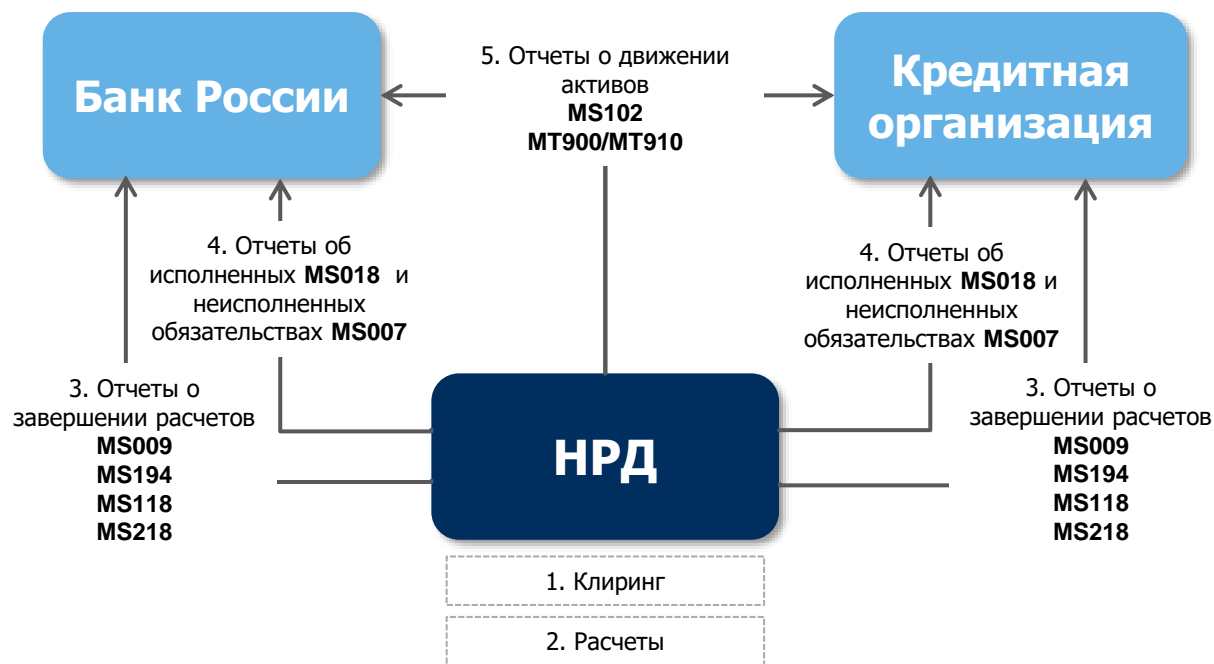 Банк России
5. Отчеты о движении
активов
MS102
MT900/MT910
Кредитная
организация
4. Отчеты об
исполненных MS018 и
неисполненных
обязательствах MS007
4. Отчеты об
исполненных MS018 и
неисполненных
обязательствах MS007
3. Отчеты о
завершении расчетов
MS009
MS194
MS118
MS218
НРД
3. Отчеты о
завершении расчетов
MS009
MS194
MS118
MS218
1. Клиринг
2. Расчеты